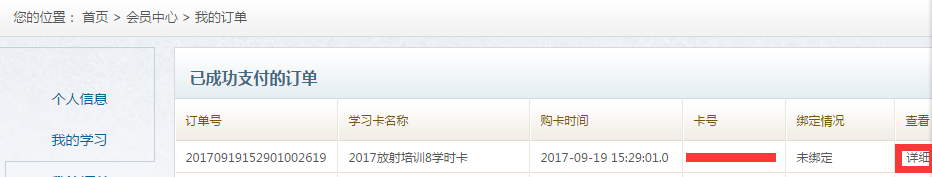 您的位置： 首页 > 会员中心 > 我的订单
已成功支付的订单
个人信息
我的学习
订单号 学习卡名称 购卡时间 卡号 绑定情况 查看
20170919152901002619 2017放射培训8学时卡 2017-09-19 15:29:01.0 未绑定 详细